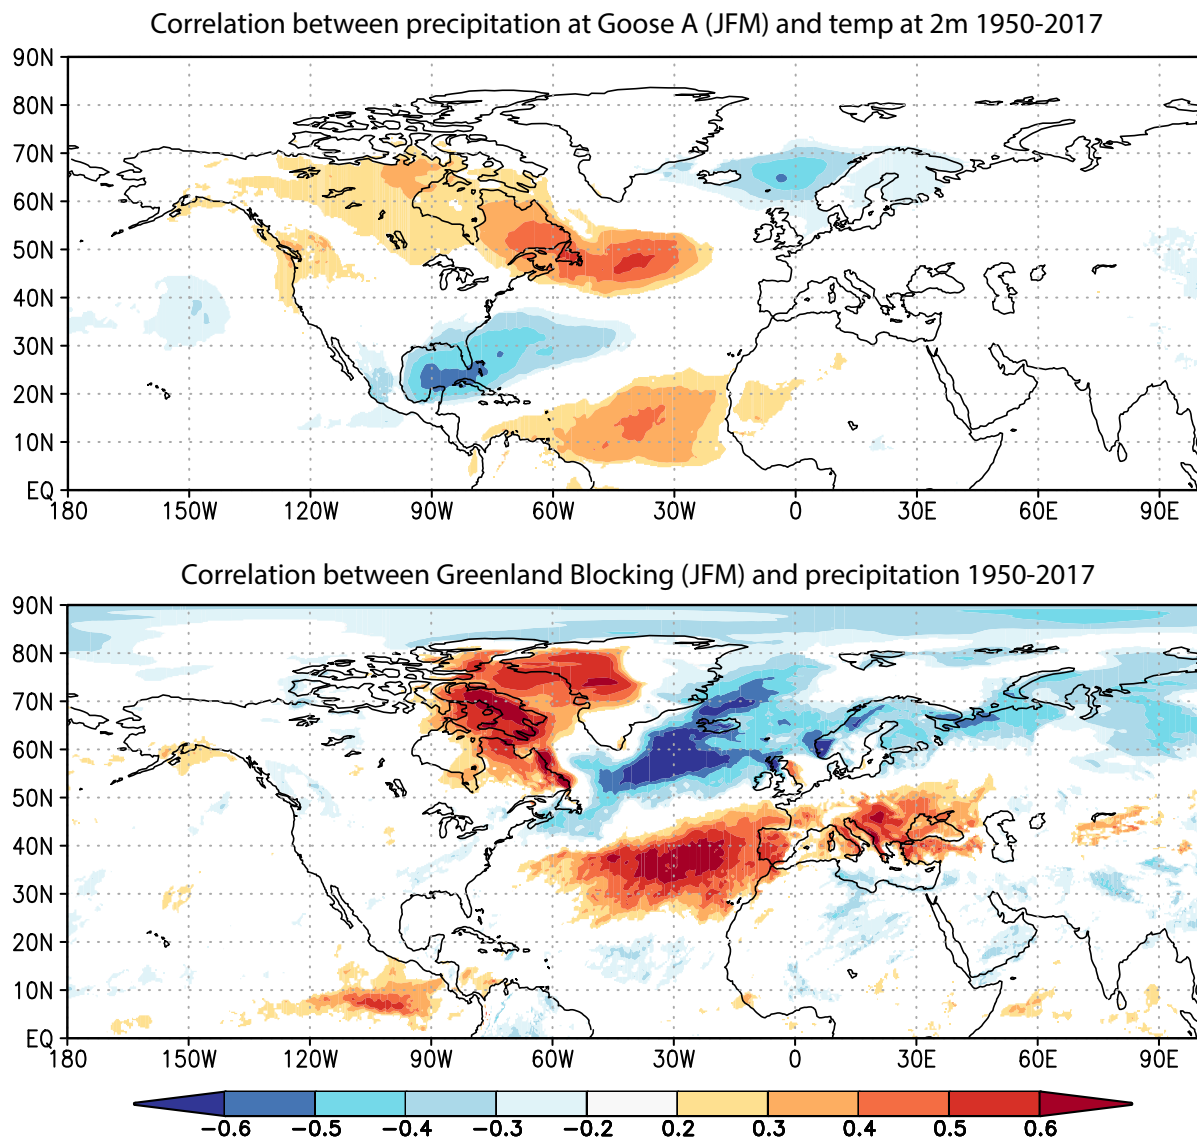 Correlation between precipitation at Goose A (JFM) and temp at 2m 1950-2017
90N
80N
70N
60N
50N
40N
30N
20N
10N
EQ
180 150W 120W 90W 60W 30W 0 30E 60E 90E
Correlation between Greenland Blocking (JFM) and precipitation 1950-2017
90N
80N
70N
60N
50N
40N
30N
20N
10N
EQ
180 150W 120W 90W 60W 30W 0 30E 60E 90E
-0.6 -0.5 -0.4 -0.3 -0.2 0.2 0.3 0.4 0.5 0.6